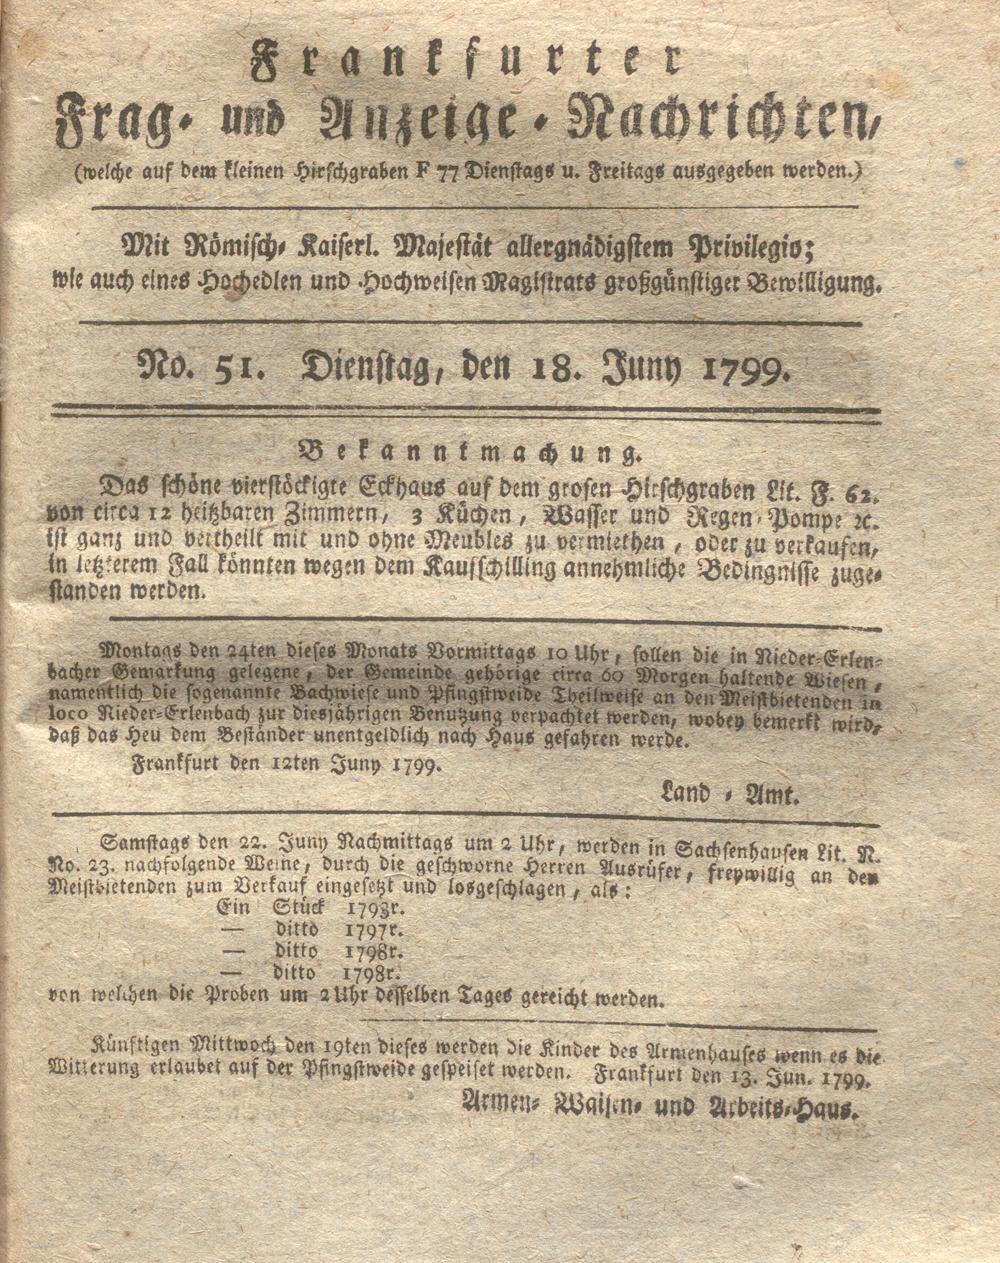 Frankfurter
Frag- und Anzeige-Nachrichten,
(welche auf dem kleinen Hirschgraben F 77 Dienstags u. Freitags ausgegeben werden.)
Mit Römisch-Kaiserl. Majestät allergnädigstem Privilegio;
wie auch eines Hochedlen und Hochweisen Magistrats großgünstiger Bewilligung.
No. 51. Dienstag, den 18. Juny 1799.
Bekanntmachung.
Das schöne vierstöckigte Eckhaus auf dem grosen Hirschgraben Lit. F. 62.
von circa 12 heitzbaren Zimmern, 3 Küchen, Wasser und Regen-Pompe ꝛc.
ist ganz und vertheilt mit und ohne Meubles zu vermiethen, oder zu verkaufen,
in letzterem Fall könnten wegen dem Kaufschilling annehmliche Bedingnisse zuge-
standen werden.
Montags den 24ten dieses Monats Vormittags 10 Uhr, sollen die in Nieder-Erlen-
bacher Gemarkung gelegene, der Gemeinde gehörige circa 60 Morgen haltende Wiesen,
namentlich die sogenannte Bachwiese und Pfingstweide Theilweise an den Meistbietenden in
loco Nieder-Erlenbach zur diesjährigen Benutzung verpachtet werden, wobey bemerkt wird,
daß das Heu dem Beständer unentgeldlich nach Haus gefahren werde.
Frankfurt den 12ten Juny 1799.
Land-Amt.
Samstags den 22. Juny Nachmittags um 2 Uhr, werden in Sachsenhausen Lit. N.
No. 23. nachfolgende Weine, durch die geschworne Herren Ausrüfer, freywillig an den
Meistbietenden zum Verkauf eingesetzt und losgeschlagen, als:
Ein Stück 1793r.
— ditto 1797r.
— ditto 1798r.
— ditto 1798r.
von welchen die Proben um 2 Uhr desselben Tages gereicht werden.
Künftigen Mittwoch den 19ten dieses werden die Kinder des Armenhauses wenn es die
Witterung erlaubet auf der Pfingstweide gespeiset werden. Frankfurt den 13. Jun. 1799.
Armen- Waisen- und Arbeits-Haus.